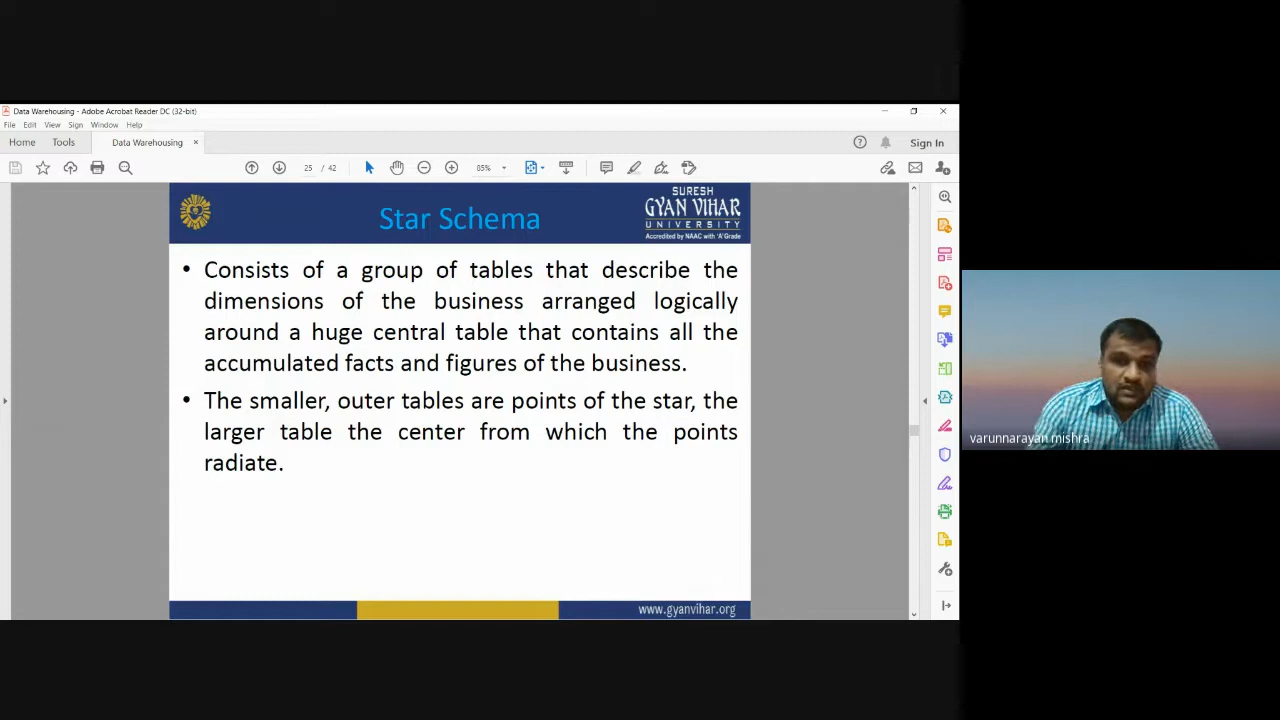 Data Warehousing - Adobe Acrobat Reader DC (32-bit)
File Edit View Sign Window Help
Home Tools Data Warehousing × Sign In
25 / 42 85%
Star Schema
SURESH
GYAN VIHAR
UNIVERSITY
Accredited by NAAC with 'A' Grade
• Consists of a group of tables that describe the
dimensions of the business arranged logically
around a huge central table that contains all the
accumulated facts and figures of the business.
• The smaller, outer tables are points of the star, the
larger table the center from which the points
radiate.
www.gyanvihar.org
varunnarayan mishra